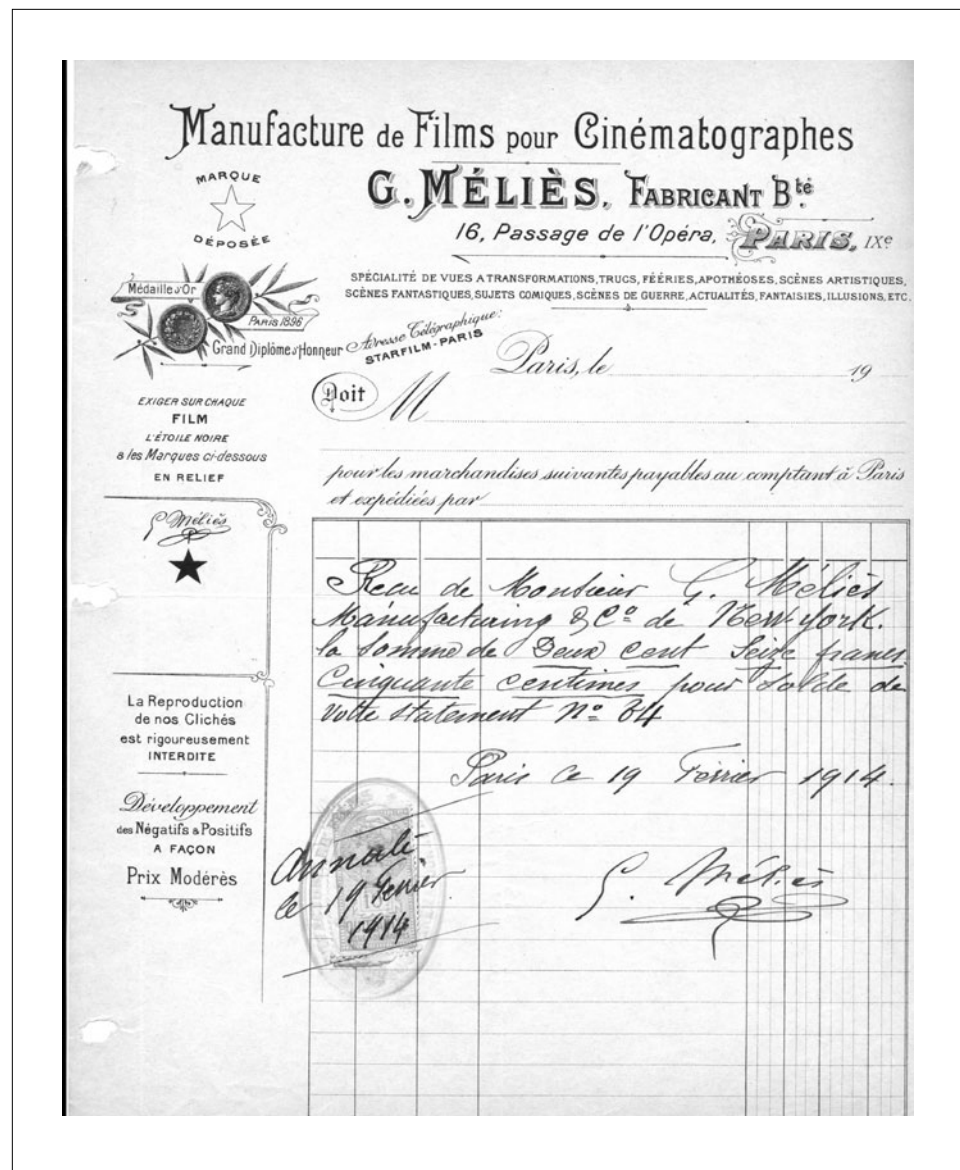 Manufacture de Films pour Cinématographes
G. MÉLIÈS, FABRICANT Bté
16, Passage de l'Opéra, PARIS, IXe
SPÉCIALITÉ DE VUES A TRANSFORMATIONS, TRUCS, FÉÉRIES, APOTHÉOSES, SCÈNES ARTISTIQUES,
SCÈNES FANTASTIQUES, SUJETS COMIQUES, SCÈNES DE GUERRE, ACTUALITÉS, FANTAISIES, ILLUSIONS, ETC.
MARQUE
DÉPOSÉE
Médaille d'Or
PARIS 1896
Grand Diplôme d'Honneur
Adresse Télégraphique:
STARFILM-PARIS
Paris, le 19
Doit M
EXIGER SUR CHAQUE
FILM
L'ÉTOILE NOIRE
& les Marques ci-dessous
EN RELIEF
pour les marchandises suivantes payables au comptant à Paris
et expédiées par
G. Méliès
Reçu de Monsieur G. Méliès
Manufacturing & Co de New York.
la somme de Deux cent Seize francs
Cinquante centimes pour solde de
votre statement No 64
Paris ce 19 Février 1914.
La Reproduction
de nos Clichés
est rigoureusement
INTERDITE
Développement
des Négatifs & Positifs
A FAÇON
Prix Modérés
Annulé
le 19 Fevrier
1914
G. Méliès